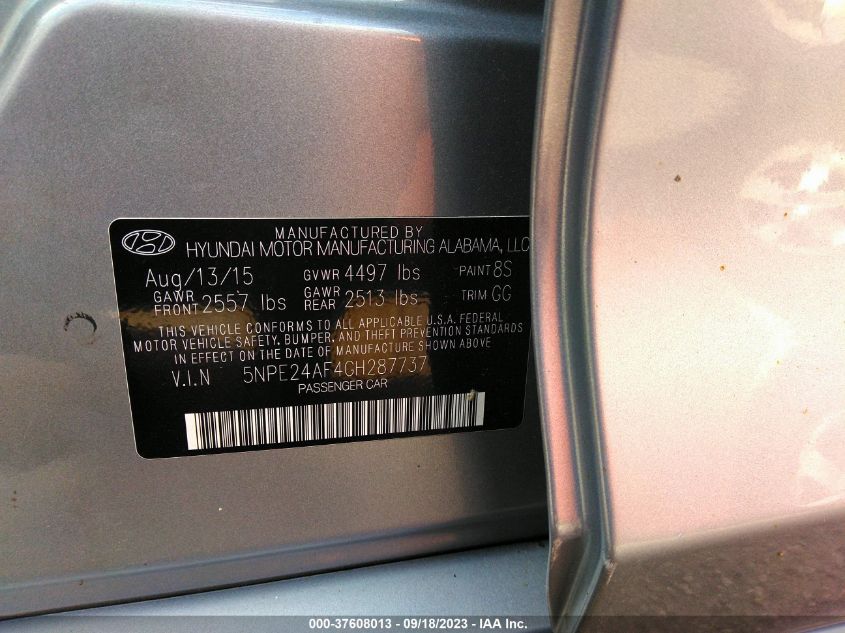 MANUFACTURED BY
HYUNDAI MOTOR MANUFACTURING ALABAMA, LLC
Aug/13/15 GVWR 4497 lbs PAINT 8S
GAWR FRONT 2557 lbs GAWR REAR 2513 lbs TRIM GG
THIS VEHICLE CONFORMS TO ALL APPLICABLE U.S.A. FEDERAL
MOTOR VEHICLE SAFETY, BUMPER, AND THEFT PREVENTION STANDARDS
IN EFFECT ON THE DATE OF MANUFACTURE SHOWN ABOVE
V.I.N 5NPE24AF4GH287737
PASSENGER CAR
000-37608013 - 09/18/2023 - IAA Inc.